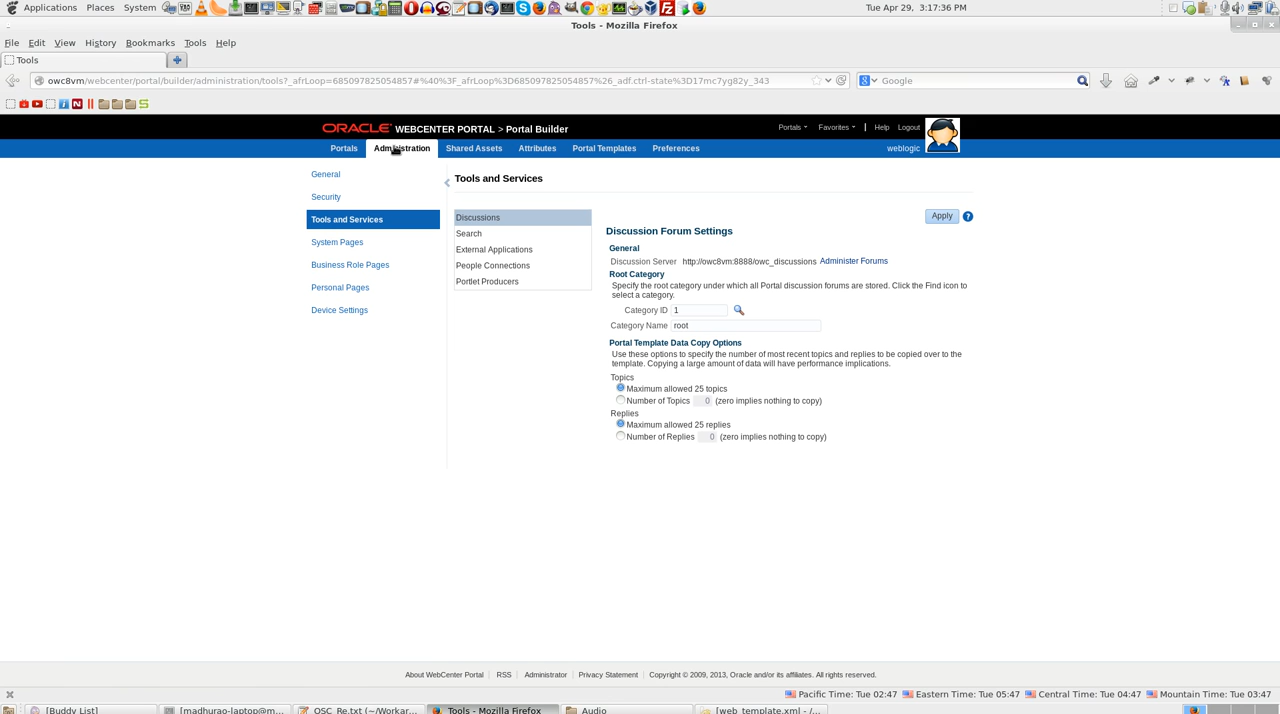 Applications Places System Tue Apr 29, 3:17:36 PM
Tools - Mozilla Firefox
File Edit View History Bookmarks Tools Help
Tools
owc8vm/webcenter/portal/builder/administration/tools?_afrLoop=685097825054857#%40%3F_afrLoop%3D685097825054857%26_adf.ctrl-state%3D17mc7yg82y_343 Google
ORACLE WEBCENTER PORTAL > Portal Builder Portals Favorites Help Logout
Portals Administration Shared Assets Attributes Portal Templates Preferences weblogic
General
Security
Tools and Services
System Pages
Business Role Pages
Personal Pages
Device Settings
Tools and Services
Discussions
Search
External Applications
People Connections
Portlet Producers
Apply
Discussion Forum Settings
General
Discussion Server http://owc8vm:8888/owc_discussions Administer Forums
Root Category
Specify the root category under which all Portal discussion forums are stored. Click the Find icon to
select a category.
Category ID 1
Category Name root
Portal Template Data Copy Options
Use these options to specify the number of most recent topics and replies to be copied over to the
template. Copying a large amount of data will have performance implications.
Topics
Maximum allowed 25 topics
Number of Topics 0 (zero implies nothing to copy)
Replies
Maximum allowed 25 replies
Number of Replies 0 (zero implies nothing to copy)
About WebCenter Portal RSS Administrator Privacy Statement Copyright © 2009, 2013, Oracle and/or its affiliates. All rights reserved.
Pacific Time: Tue 02:47 Eastern Time: Tue 05:47 Central Time: Tue 04:47 Mountain Time: Tue 03:47
[Buddy List] [madhurao-laptop@m... OSC_Re.txt (~/Workar... Tools - Mozilla Firefox Audio [web_template.xml] - /...